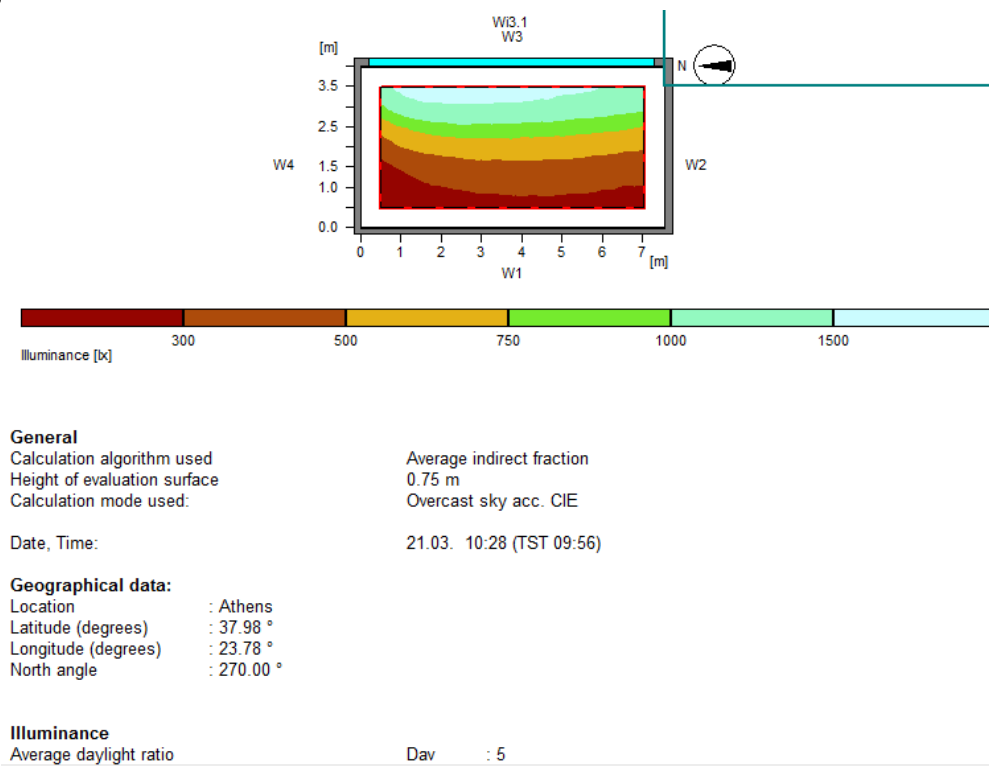 Wi3.1
W3
[m]
N
3.5
2.5
W4
1.5
W2
1.0
0.0
0 1 2 3 4 5 6 7 [m]
W1
300 500 750 1000 1500
Illuminance [lx]
General
Calculation algorithm used Average indirect fraction
Height of evaluation surface 0.75 m
Calculation mode used: Overcast sky acc. CIE
Date, Time: 21.03. 10:28 (TST 09:56)
Geographical data:
Location : Athens
Latitude (degrees) : 37.98 °
Longitude (degrees) : 23.78 °
North angle : 270.00 °
Illuminance
Average daylight ratio Dav : 5